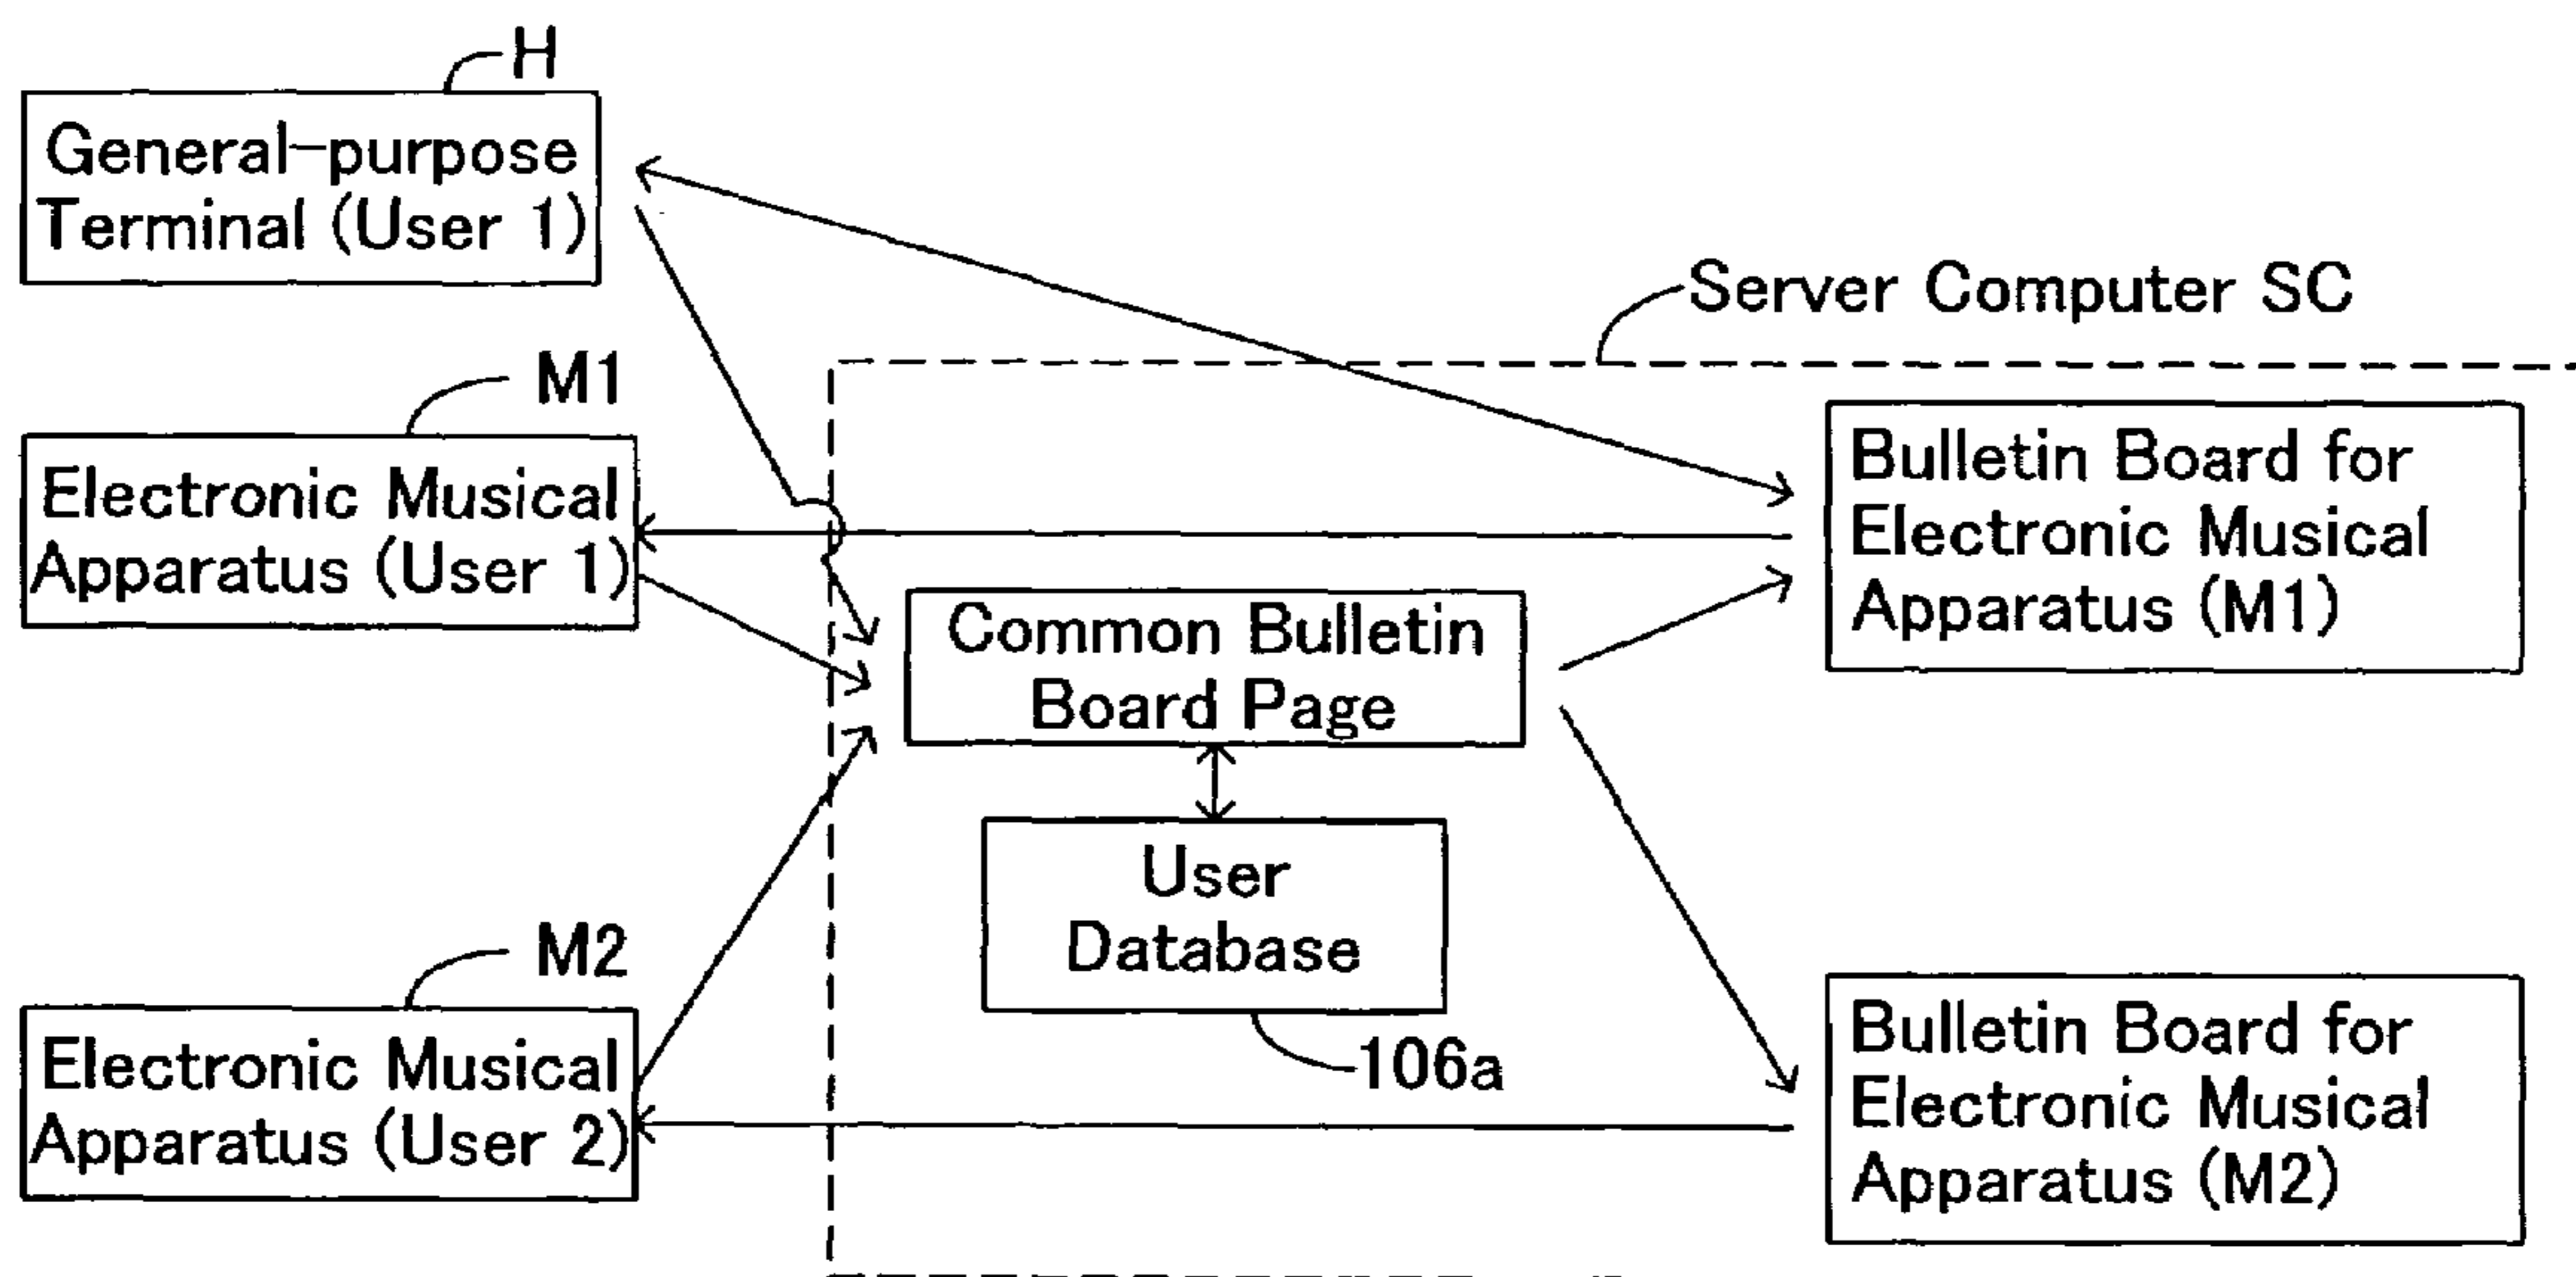 H
General-purpose
Terminal (User 1)
Server Computer SC
M1
Electronic Musical
Apparatus (User 1)
Bulletin Board for
Electronic Musical
Apparatus (M1)
Common Bulletin
Board Page
User
Database
106a
M2
Electronic Musical
Apparatus (User 2)
Bulletin Board for
Electronic Musical
Apparatus (M2)